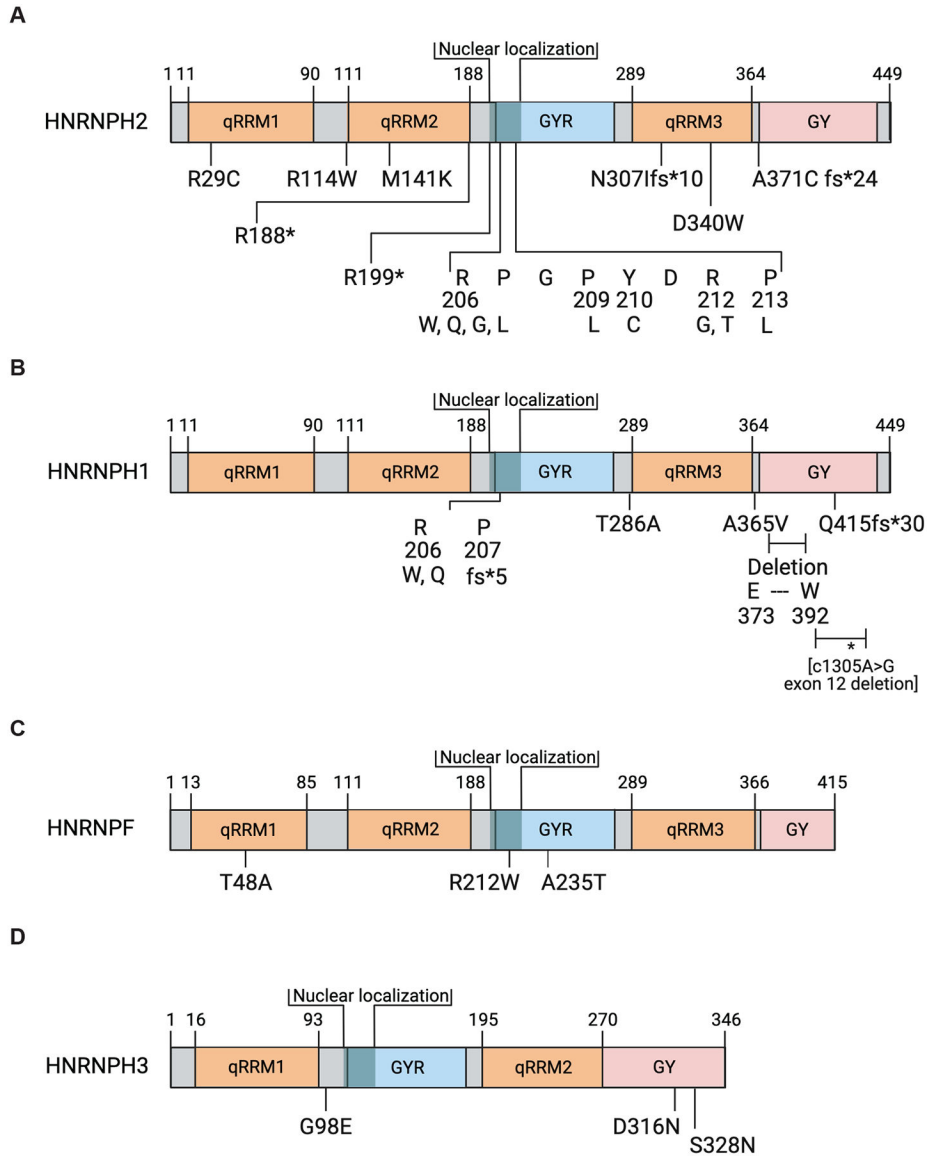 A
|Nuclear localization|
1 11 90 111 188 289 364 449
HNRNPH2 qRRM1 qRRM2 GYR qRRM3 GY
R29C R114W M141K N307Ifs*10 A371C fs*24
D340W
R188*
R199*
R P G P Y D R P
206 209 210 212 213
W, Q, G, L L C G, T L
B
|Nuclear localization|
1 11 90 111 188 289 364 449
HNRNPH1 qRRM1 qRRM2 GYR qRRM3 GY
T286A A365V Q415fs*30
R P
206 207
W, Q fs*5
Deletion
E --- W
373 392
*
[c1305A>G
exon 12 deletion]
C
|Nuclear localization|
1 13 85 111 188 289 366 415
HNRNPF qRRM1 qRRM2 GYR qRRM3 GY
T48A R212W A235T
D
|Nuclear localization|
1 16 93 195 270 346
HNRNPH3 qRRM1 GYR qRRM2 GY
G98E D316N
S328N